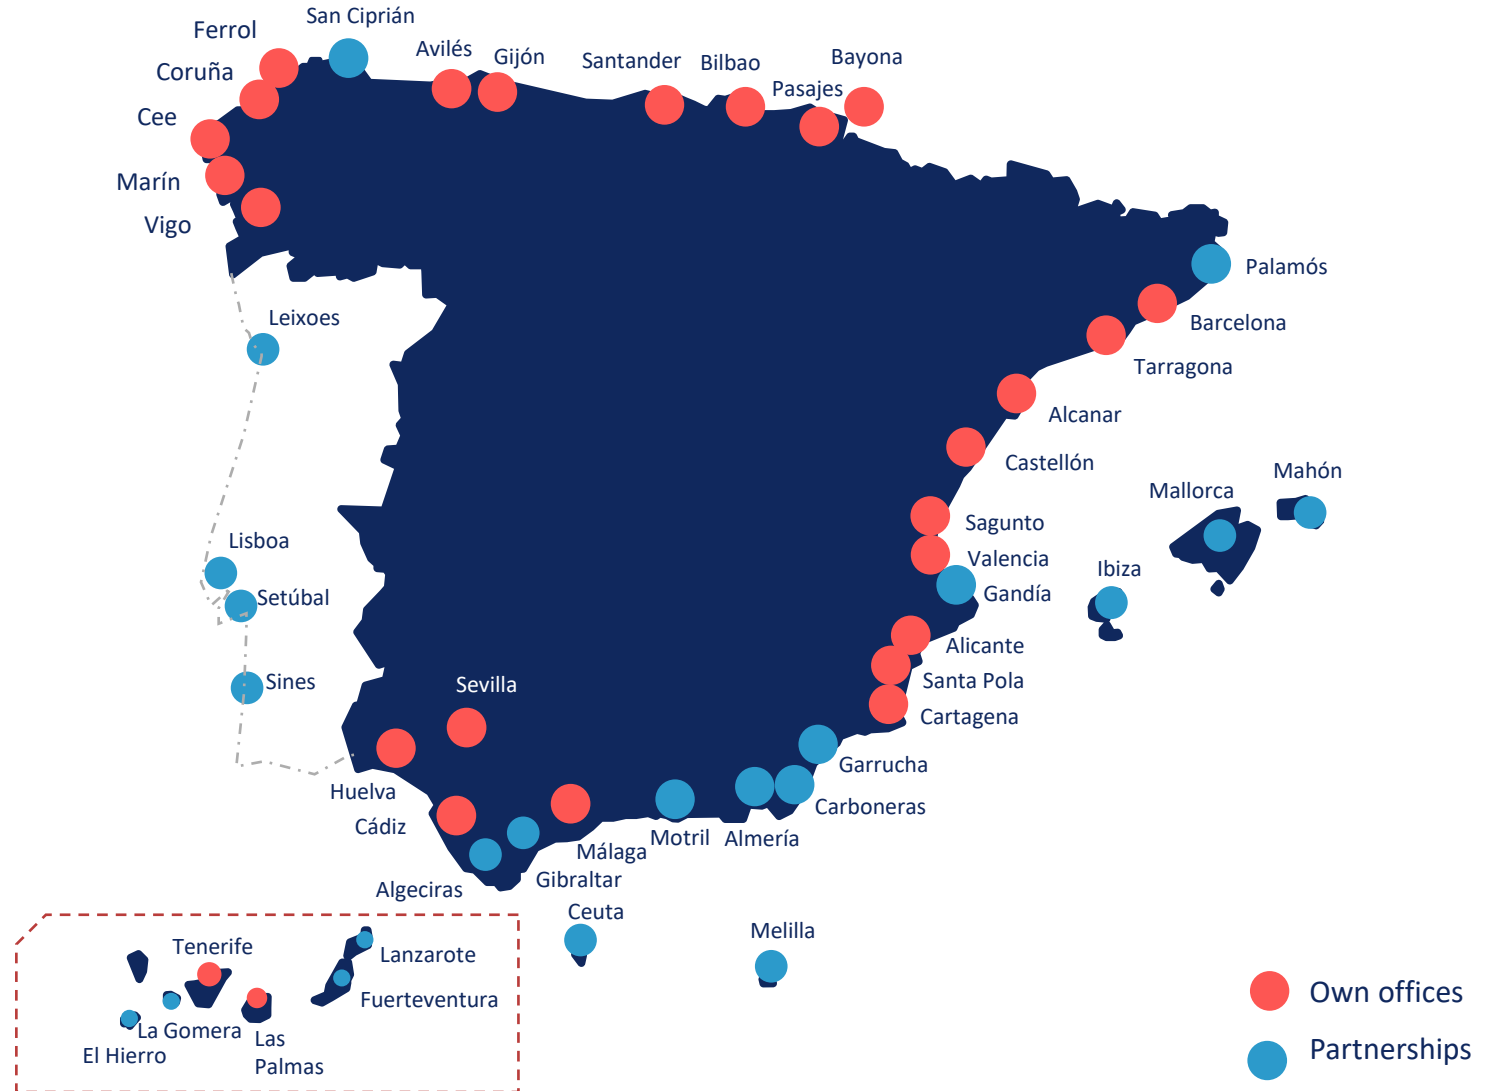 San Ciprián
Ferrol
Avilés
Gijón
Bayona
Santander
Bilbao
Coruña
Pasajes
Cee
Marín
Vigo
Palamós
Leixoes
Barcelona
Tarragona
Alcanar
Castellón
Mahón
Mallorca
Sagunto
Lisboa
Valencia
Ibiza
Setúbal
Gandía
Alicante
Santa Pola
Sines
Sevilla
Cartagena
Garrucha
Huelva
Carboneras
Cádiz
Motril
Almería
Málaga
Gibraltar
Algeciras
Ceuta
Melilla
Tenerife
Lanzarote
Fuerteventura
La Gomera
Las
Palmas
El Hierro
Own offices
Partnerships